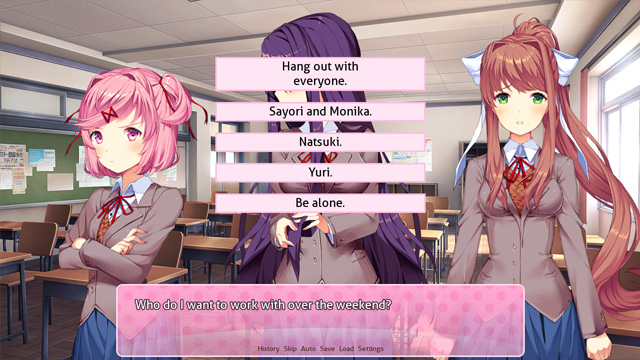 Hang out with
everyone.
Sayori and Monika.
Natsuki.
Yuri.
Be alone.
Who do I want to work with over the weekend?
History Skip Auto Save Load Settings